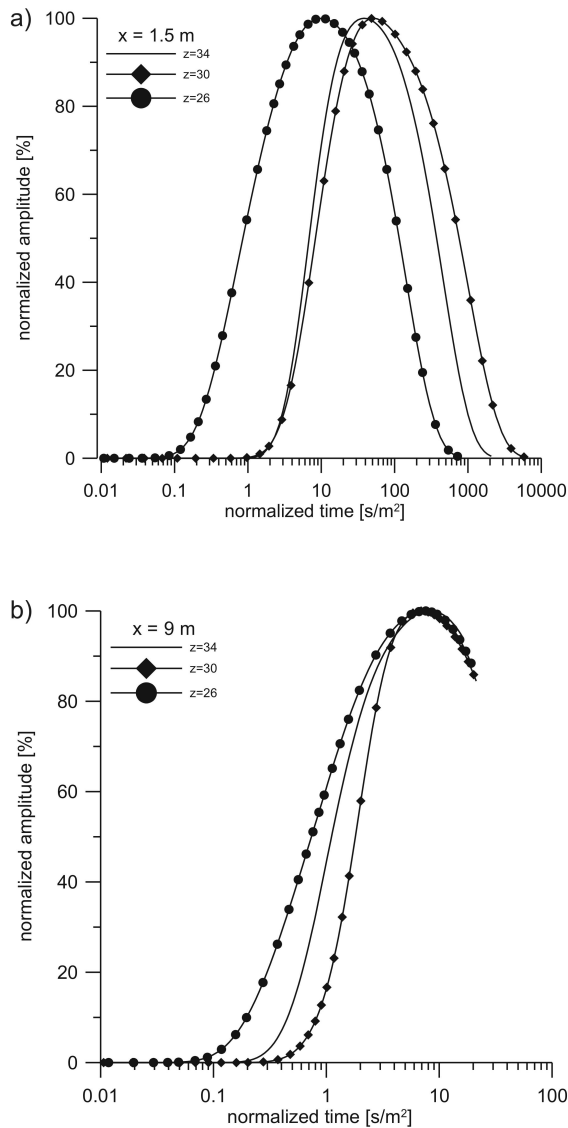 a)
x = 1.5 m
z=34
z=30
z=26
normalized amplitude [%]
100
80
60
40
20
0
0.01 0.1 1 10 100 1000 10000
normalized time [s/m²]
b)
x = 9 m
z=34
z=30
z=26
normalized amplitude [%]
100
80
60
40
20
0
0.01 0.1 1 10 100
normalized time [s/m²]